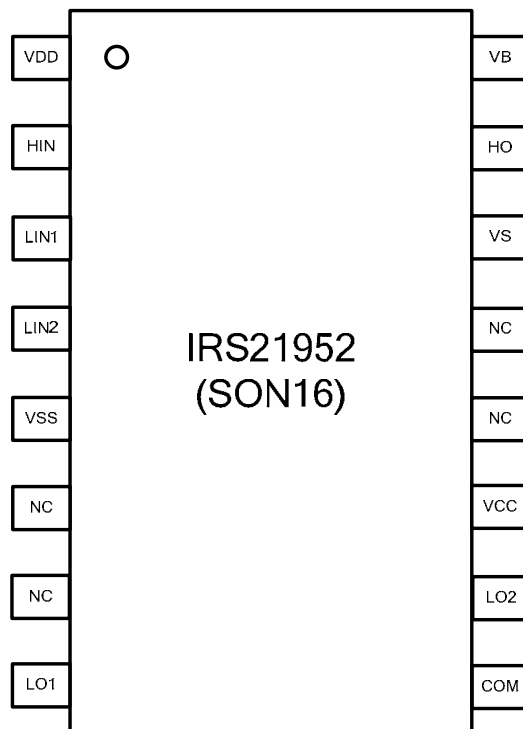 VDD
HIN
LIN1
LIN2
VSS
NC
NC
LO1
IRS21952
(SON16)
VB
HO
VS
NC
NC
VCC
LO2
COM